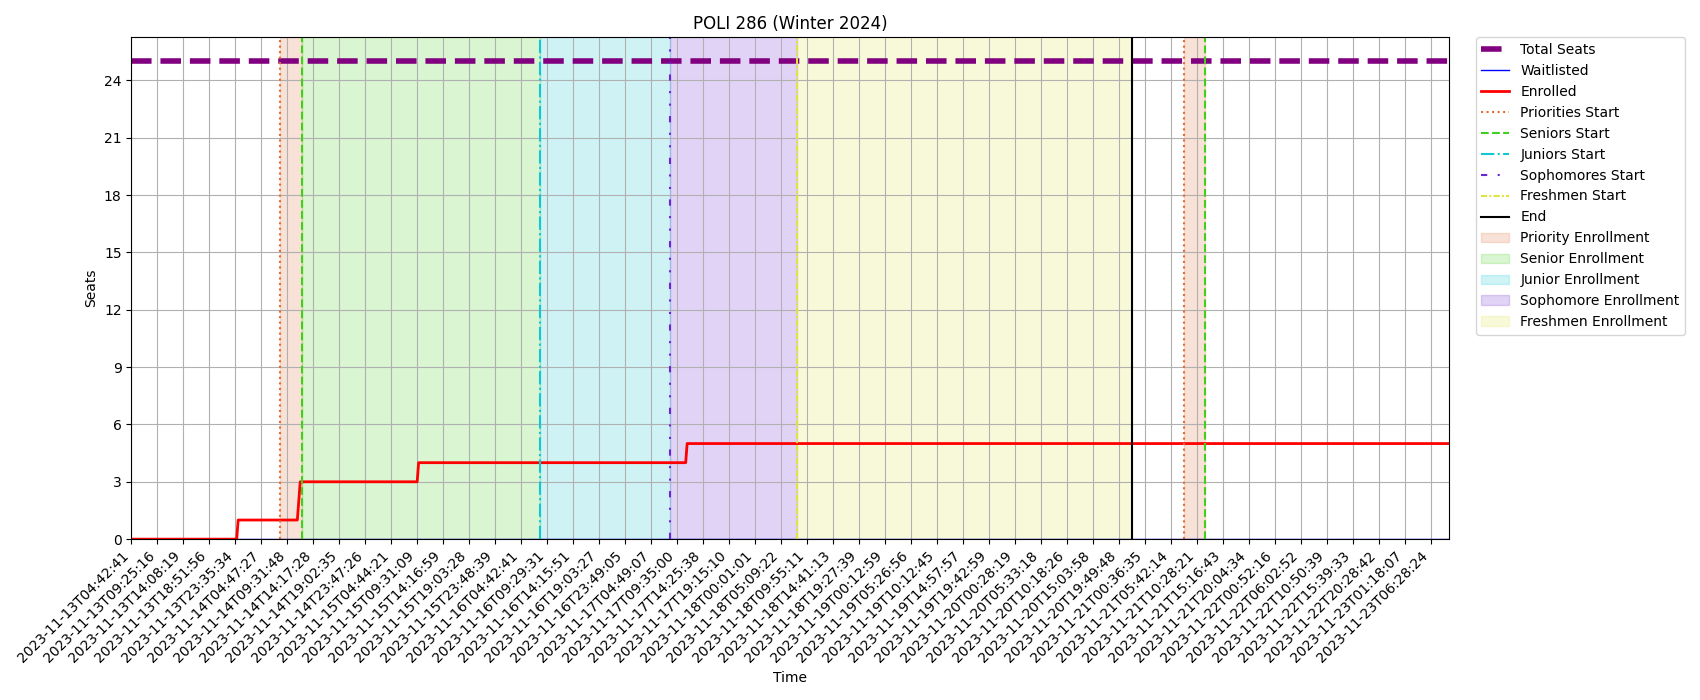 POLI 286 (Winter 2024)
Seats
24
21
18
15
12
9
6
3
0
2023-11-13T04:42:41
2023-11-13T09:25:16
2023-11-13T14:08:19
2023-11-13T18:51:56
2023-11-13T23:35:34
2023-11-14T04:47:27
2023-11-14T09:31:48
2023-11-14T14:17:28
2023-11-14T19:02:35
2023-11-14T23:47:26
2023-11-15T04:44:21
2023-11-15T09:31:09
2023-11-15T14:16:59
2023-11-15T19:03:28
2023-11-15T23:48:39
2023-11-16T04:42:41
2023-11-16T09:29:31
2023-11-16T14:15:51
2023-11-16T19:03:27
2023-11-16T23:49:05
2023-11-17T04:49:07
2023-11-17T09:35:00
2023-11-17T14:25:38
2023-11-17T19:15:10
2023-11-18T00:01:01
2023-11-18T05:09:22
2023-11-18T09:55:11
2023-11-18T14:41:13
2023-11-18T19:27:39
2023-11-19T00:12:59
2023-11-19T05:26:56
2023-11-19T10:12:45
2023-11-19T14:57:57
2023-11-19T19:42:59
2023-11-20T00:28:19
2023-11-20T05:33:18
2023-11-20T10:18:26
2023-11-20T15:03:58
2023-11-20T19:49:48
2023-11-21T00:36:35
2023-11-21T05:42:14
2023-11-21T10:28:21
2023-11-21T15:16:43
2023-11-21T20:04:34
2023-11-22T00:52:16
2023-11-22T06:02:52
2023-11-22T10:50:39
2023-11-22T15:39:33
2023-11-22T20:28:42
2023-11-23T01:18:07
2023-11-23T06:28:24
Time
Total Seats
Waitlisted
Enrolled
Priorities Start
Seniors Start
Juniors Start
Sophomores Start
Freshmen Start
End
Priority Enrollment
Senior Enrollment
Junior Enrollment
Sophomore Enrollment
Freshmen Enrollment